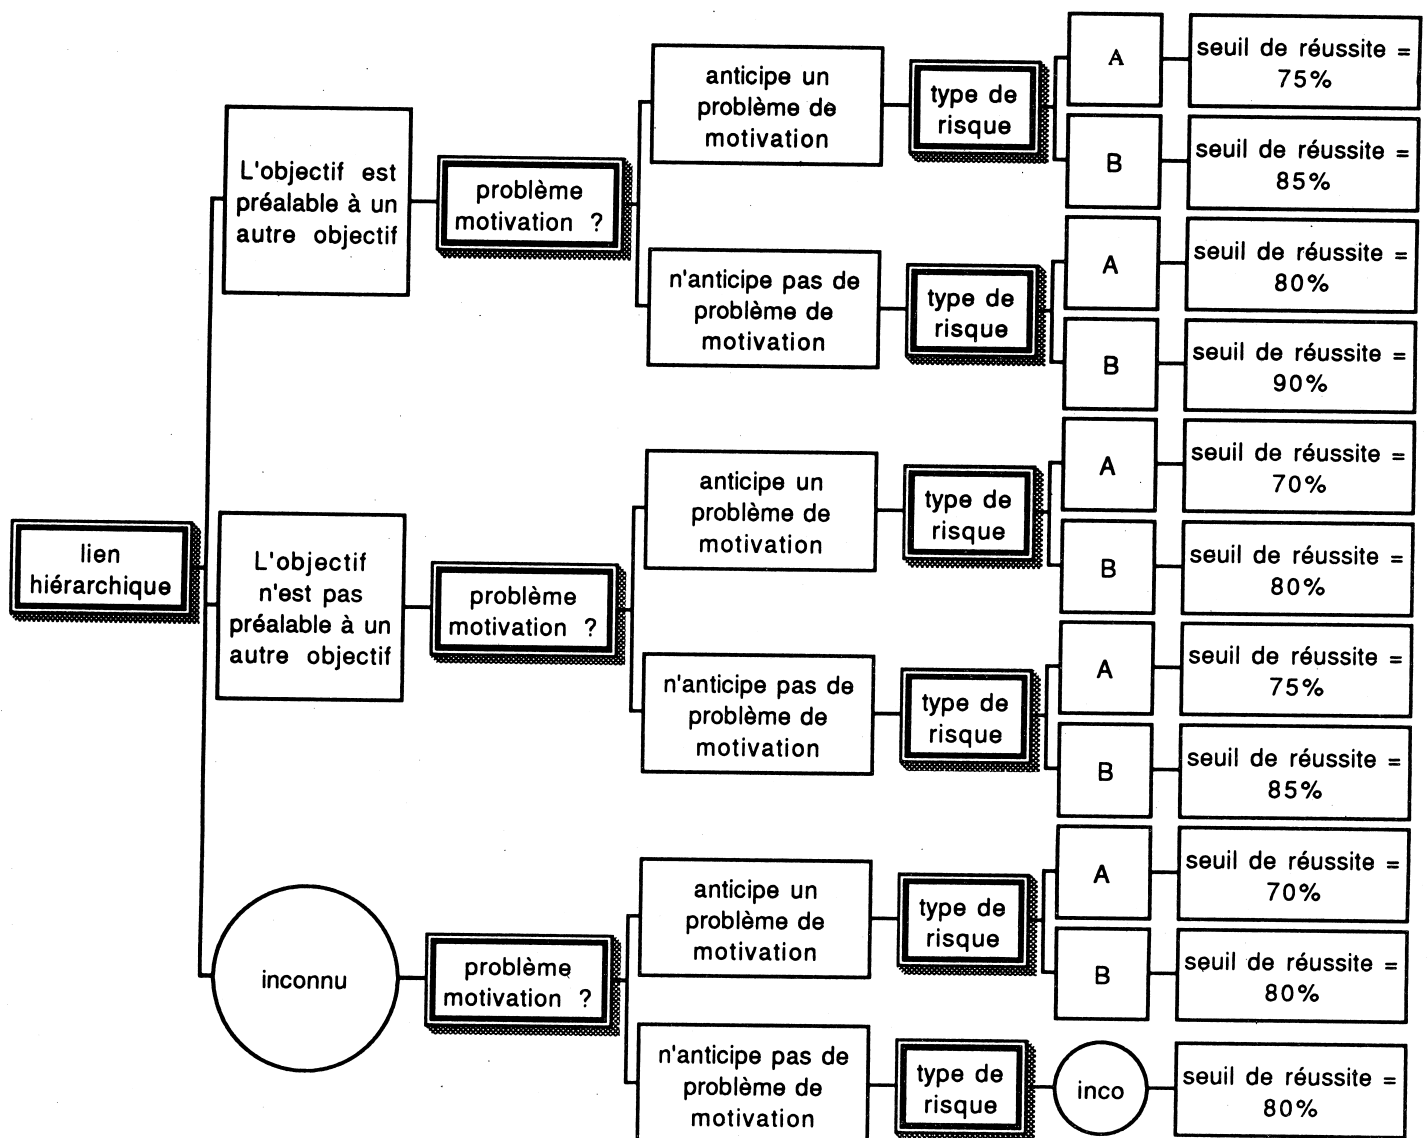 lien
hiérarchique
L'objectif est
préalable à un
autre objectif
problème
motivation ?
anticipe un
problème de
motivation
type de
risque
A
seuil de réussite =
75%
B
seuil de réussite =
85%
n'anticipe pas de
problème de
motivation
type de
risque
A
seuil de réussite =
80%
B
seuil de réussite =
90%
L'objectif
n'est pas
préalable à un
autre objectif
problème
motivation ?
anticipe un
problème de
motivation
type de
risque
A
seuil de réussite =
70%
B
seuil de réussite =
80%
n'anticipe pas de
problème de
motivation
type de
risque
A
seuil de réussite =
75%
B
seuil de réussite =
85%
inconnu
problème
motivation ?
anticipe un
problème de
motivation
type de
risque
A
seuil de réussite =
70%
B
seuil de réussite =
80%
n'anticipe pas de
problème de
motivation
type de
risque
inco
seuil de réussite =
80%